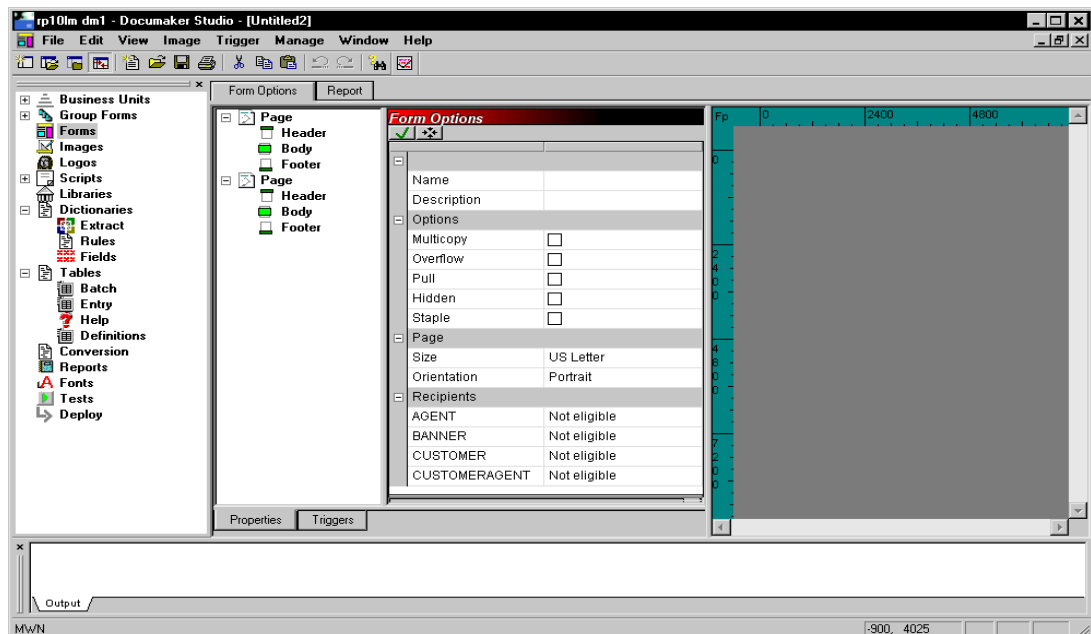 rp10lm dm1 - Documaker Studio - [Untitled2]
File Edit View Image Trigger Manage Window Help
Business Units
Group Forms
Forms
Images
Logos
Scripts
Libraries
Dictionaries
Extract
Rules
Fields
Tables
Batch
Entry
Help
Definitions
Conversion
Reports
Fonts
Tests
Deploy
Form Options Report
Page
Header
Body
Footer
Page
Header
Body
Footer
Form Options
Name
Description
Options
Multicopy
Overflow
Pull
Hidden
Staple
Page
Size US Letter
Orientation Portrait
Recipients
AGENT Not eligible
BANNER Not eligible
CUSTOMER Not eligible
CUSTOMERAGENT Not eligible
Properties Triggers
Fp 0 2400 4800
0
2400
4800
7200
Output
MWN -900, 4025